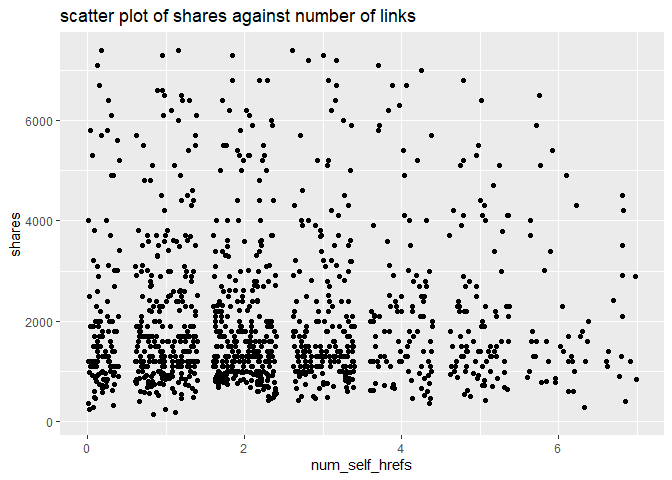 scatter plot of shares against number of links
shares
6000
4000
2000
0
0 2 4 6
num_self_hrefs